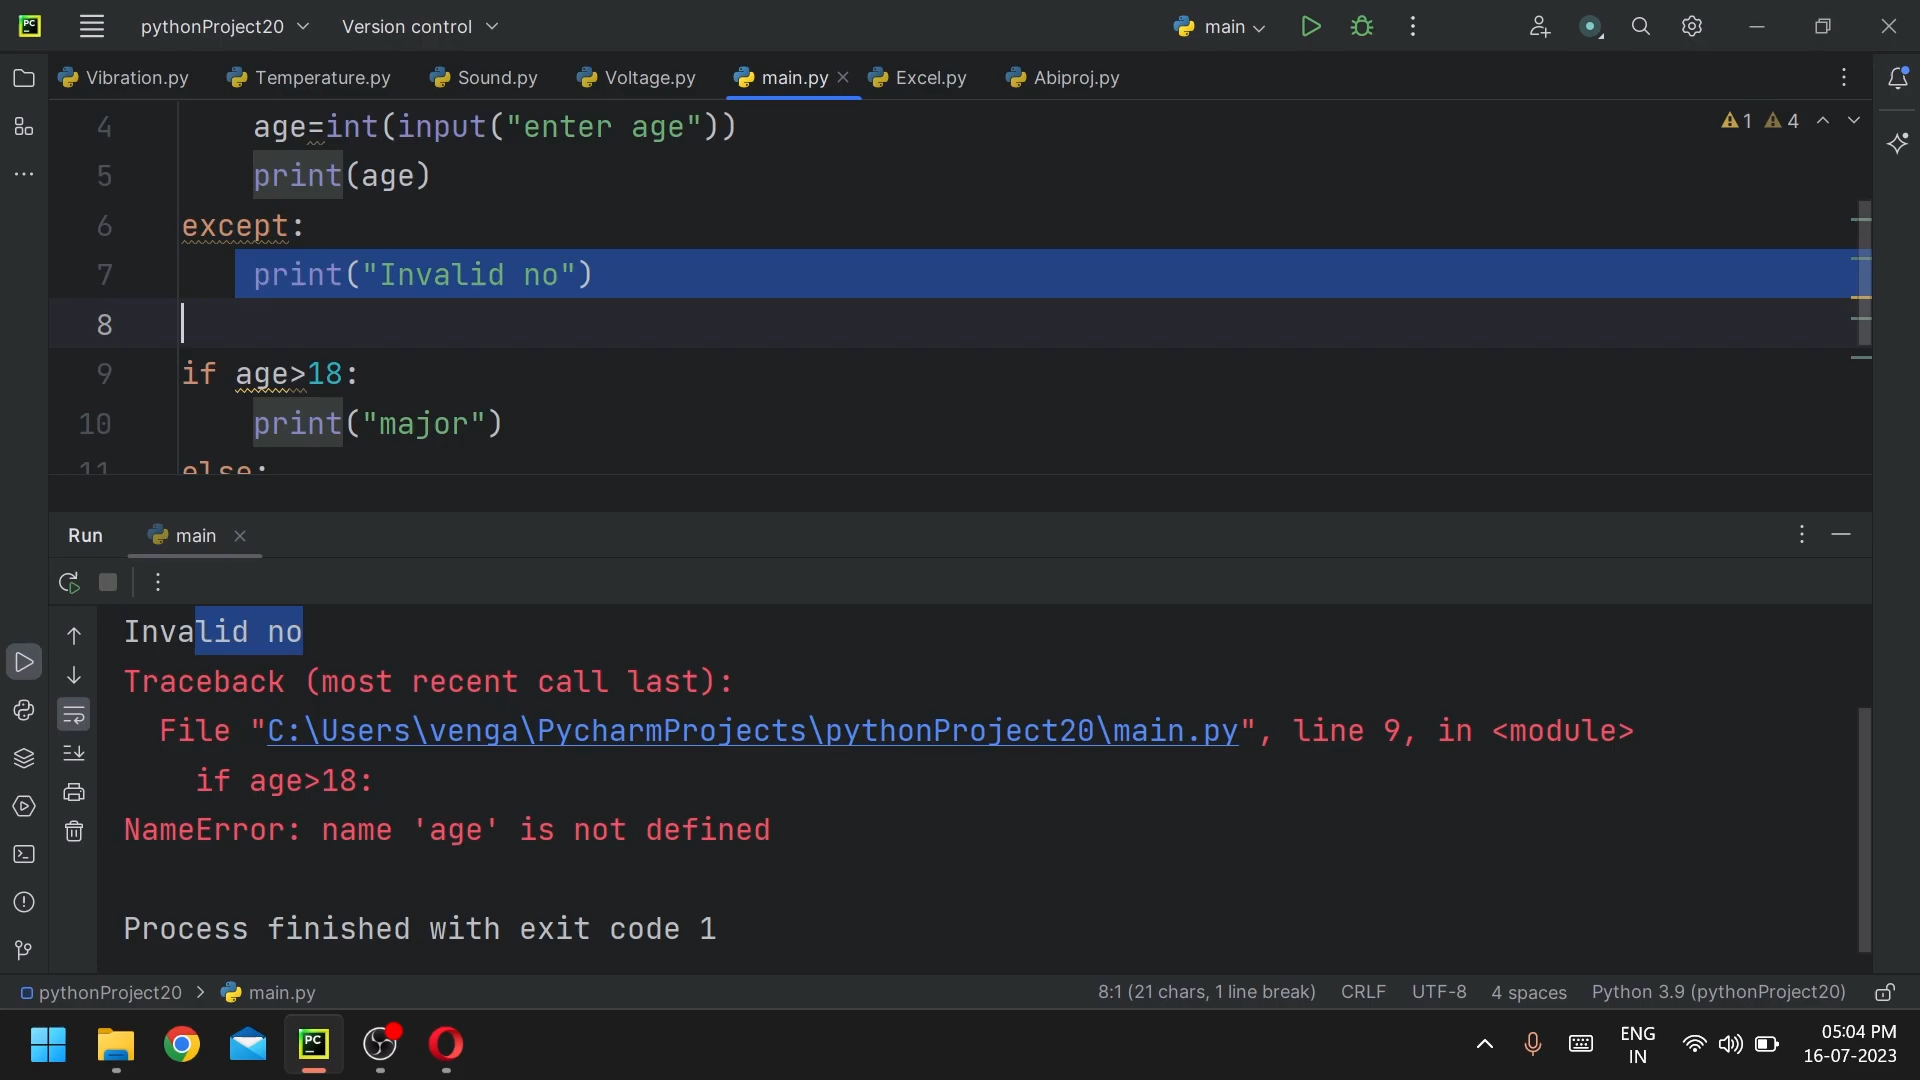 PC pythonProject20 Version control main
Vibration.py Temperature.py Sound.py Voltage.py main.py Excel.py Abiproj.py
4 age=int(input("enter age"))
1 4
5 print(age)
6 except:
7 print("Invalid no")
8
9 if age>18:
10 print("major")
11 else:
Run main
Invalid no
Traceback (most recent call last):
File "C:\Users\venga\PycharmProjects\pythonProject20\main.py", line 9, in <module>
if age>18:
NameError: name 'age' is not defined
Process finished with exit code 1
pythonProject20 main.py 8:1 (21 chars, 1 line break) CRLF UTF-8 4 spaces Python 3.9 (pythonProject20)
PC ENG 05:04 PM
IN 16-07-2023